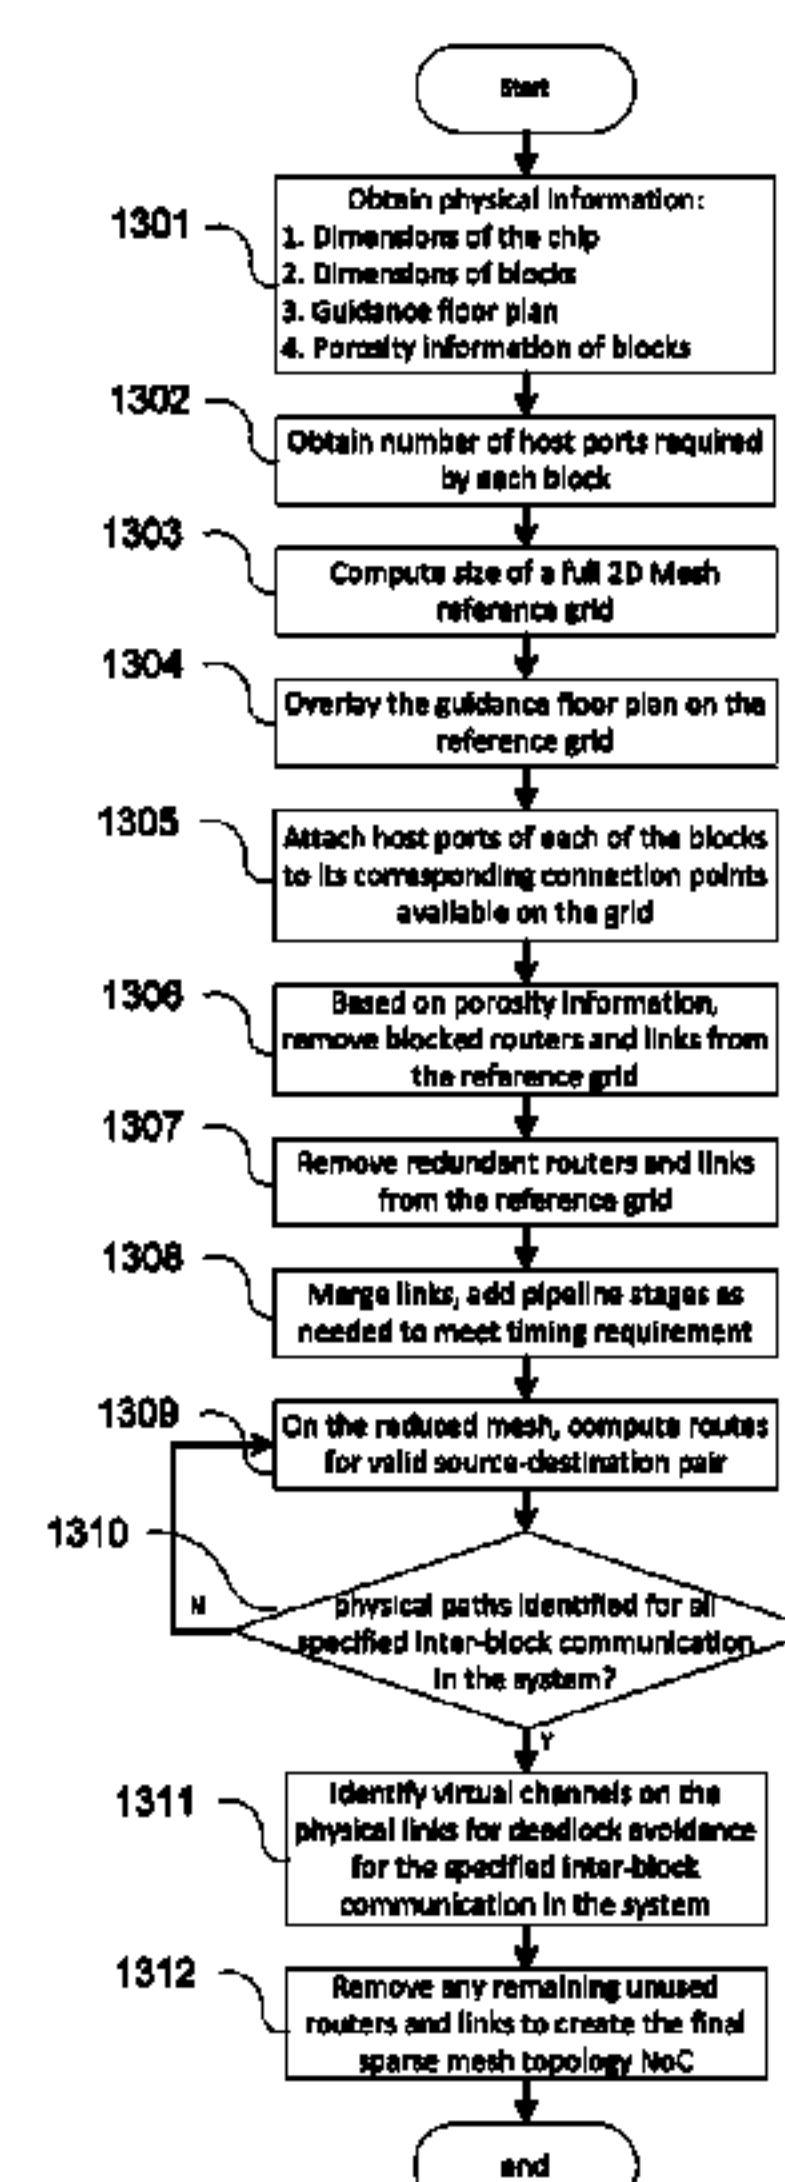 Start
1301
Obtain physical information:
1. Dimensions of the chip
2. Dimensions of blocks
3. Guidance floor plan
4. Porosity information of blocks
1302
Obtain number of host ports required
by each block
1303
Compute size of a full 2D Mesh
reference grid
1304
Overlay the guidance floor plan on the
reference grid
1305
Attach host ports of each of the blocks
to its corresponding connection points
available on the grid
1306
Based on porosity information,
remove blocked routers and links from
the reference grid
1307
Remove redundant routers and links
from the reference grid
1308
Merge links, add pipeline stages as
needed to meet timing requirement
1309
On the reduced mesh, compute routes
for valid source-destination pair
1310
N
physical paths identified for all
specified inter-block communication
in the system?
Y
1311
Identify virtual channels on the
physical links for deadlock avoidance
for the specified inter-block
communication in the system
1312
Remove any remaining unused
routers and links to create the final
sparse mesh topology NoC
end